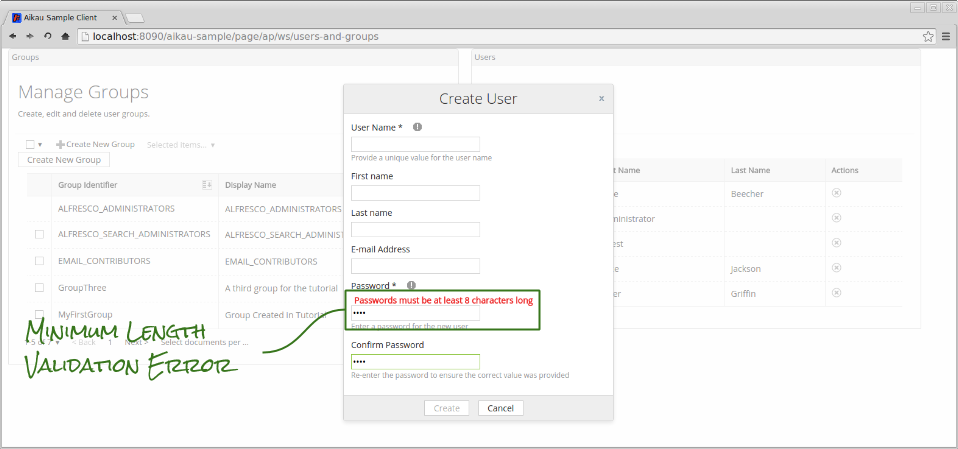 Aikau Sample Client
localhost:8090/aikau-sample/page/ap/ws/users-and-groups
Groups
Manage Groups
Create, edit and delete user groups.
Create New Group
Selected items...
Create New Group
Group Identifier
Display Name
ALFRESCO_ADMINISTRATORS
ALFRESCO_ADMINISTRAT
ALFRESCO_SEARCH_ADMINISTRATORS
ALFRESCO_SEARCH_ADMINIST
EMAIL_CONTRIBUTORS
EMAIL_CONTRIBUTORS
GroupThree
A third group for the tutorial
MyFirstGroup
Group Created in Tutorial
< Back
1
Next >
Select documents per ...
Minimum Length
Validation Error
Users
t Name
Last Name
Actions
e
Beecher
ministrator
est
e
Jackson
er
Griffin
Create User
x
User Name *
Provide a unique value for the user name
First name
Last name
E-mail Address
Password *
Passwords must be at least 8 characters long
••••
Enter a password for the new user
Confirm Password
••••
Re-enter the password to ensure the correct value was provided
Create
Cancel